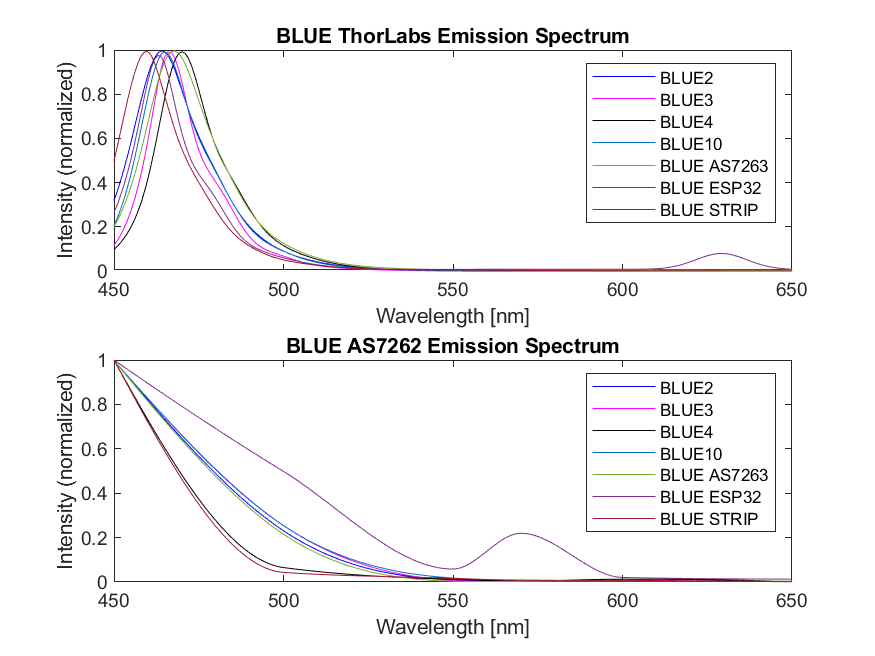 BLUE ThorLabs Emission Spectrum
Intensity (normalized)
1
0.8
0.6
0.4
0.2
0
450
500
550
600
650
Wavelength [nm]
BLUE2
BLUE3
BLUE4
BLUE10
BLUE AS7263
BLUE ESP32
BLUE STRIP
BLUE AS7262 Emission Spectrum
Intensity (normalized)
1
0.8
0.6
0.4
0.2
0
450
500
550
600
650
Wavelength [nm]
BLUE2
BLUE3
BLUE4
BLUE10
BLUE AS7263
BLUE ESP32
BLUE STRIP